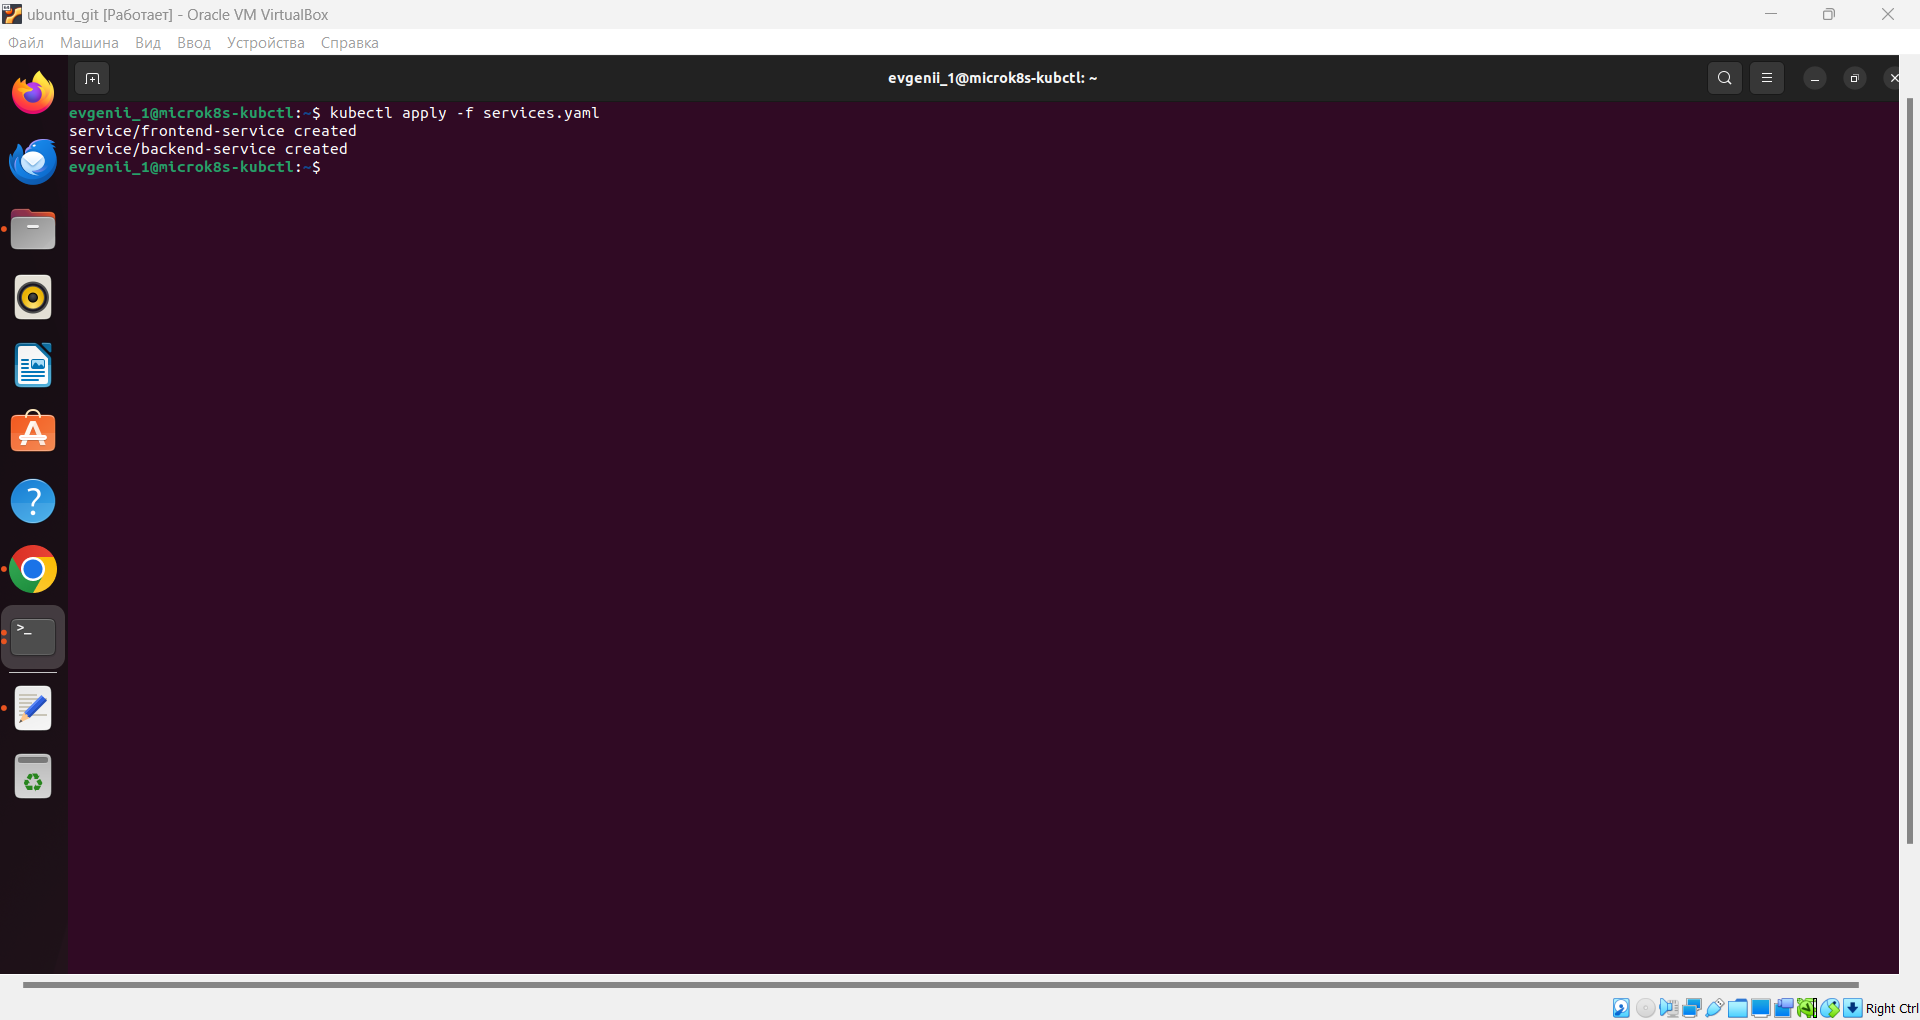 ubuntu_git [Работает] - Oracle VM VirtualBox
Файл Машина Вид Ввод Устройства Справка
evgenii_1@microk8s-kubctl: ~
evgenii_1@microk8s-kubctl:~$ kubectl apply -f services.yaml
service/frontend-service created
service/backend-service created
evgenii_1@microk8s-kubctl:~$
Right Ctrl